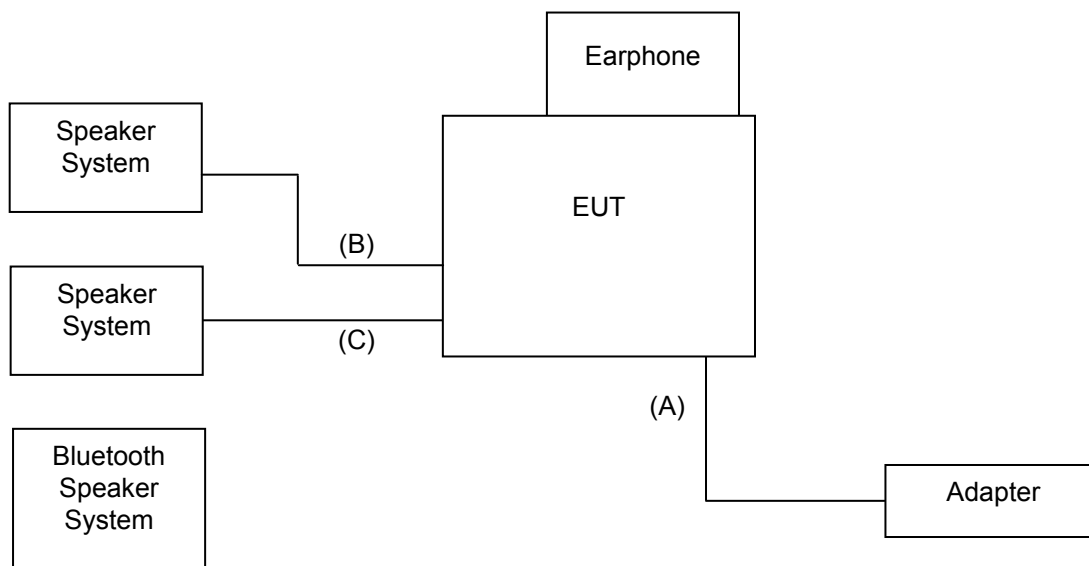 Earphone
Speaker
System
EUT
(B)
Speaker
System
(C)
(A)
Bluetooth
Speaker
System
Adapter